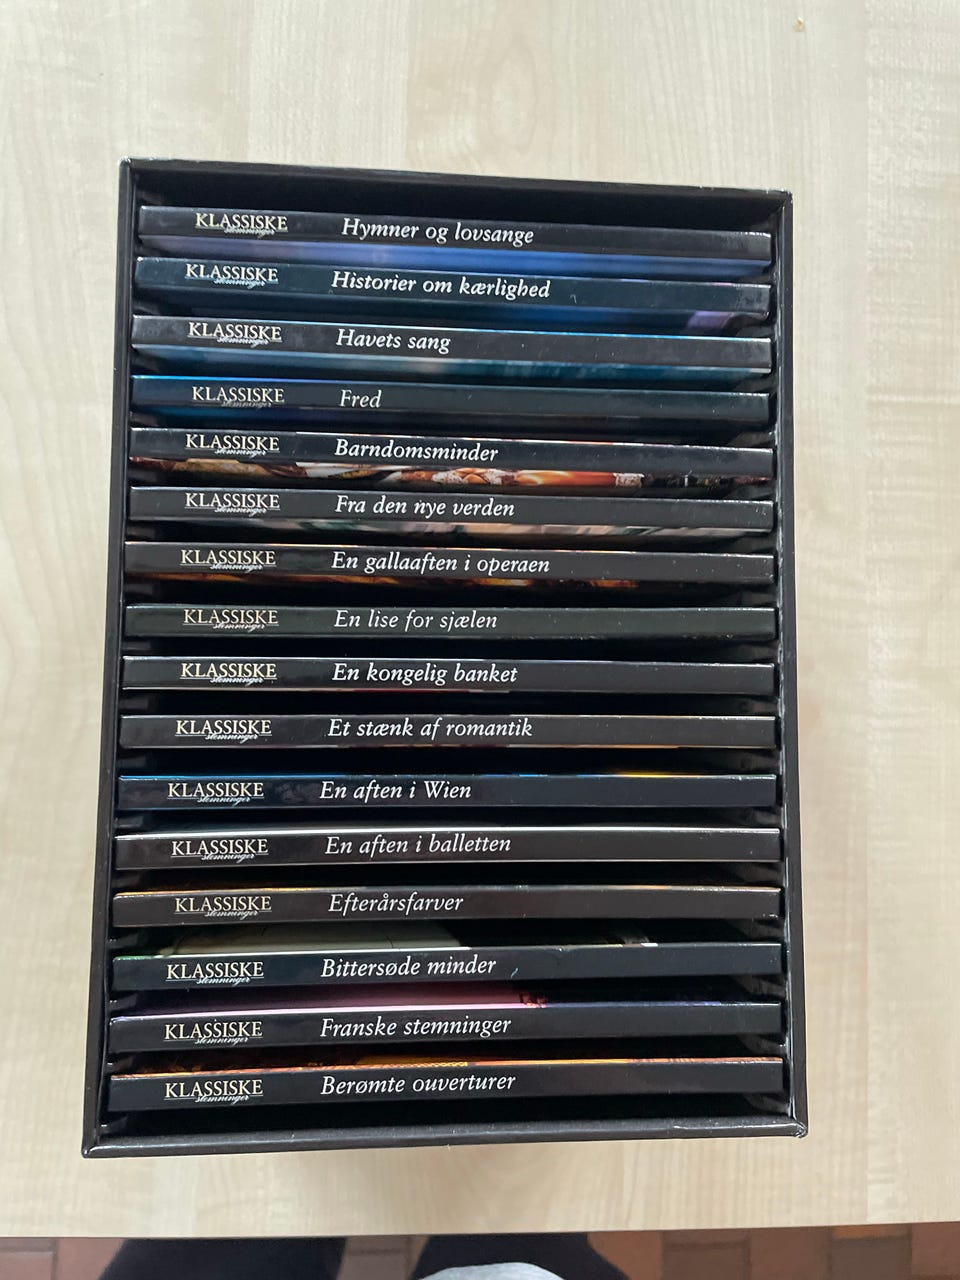 KLASSISKE stemninger Hymner og lovsange
KLASSISKE stemninger Historier om kærlighed
KLASSISKE stemninger Havets sang
KLASSISKE stemninger Fred
KLASSISKE stemninger Barndomsminder
KLASSISKE stemninger Fra den nye verden
KLASSISKE stemninger En gallaaften i operaen
KLASSISKE stemninger En lise for sjælen
KLASSISKE stemninger En kongelig banket
KLASSISKE stemninger Et stænk af romantik
KLASSISKE stemninger En aften i Wien
KLASSISKE stemninger En aften i balletten
KLASSISKE stemninger Efterårsfarver
KLASSISKE stemninger Bittersøde minder
KLASSISKE stemninger Franske stemninger
KLASSISKE stemninger Berømte ouverturer